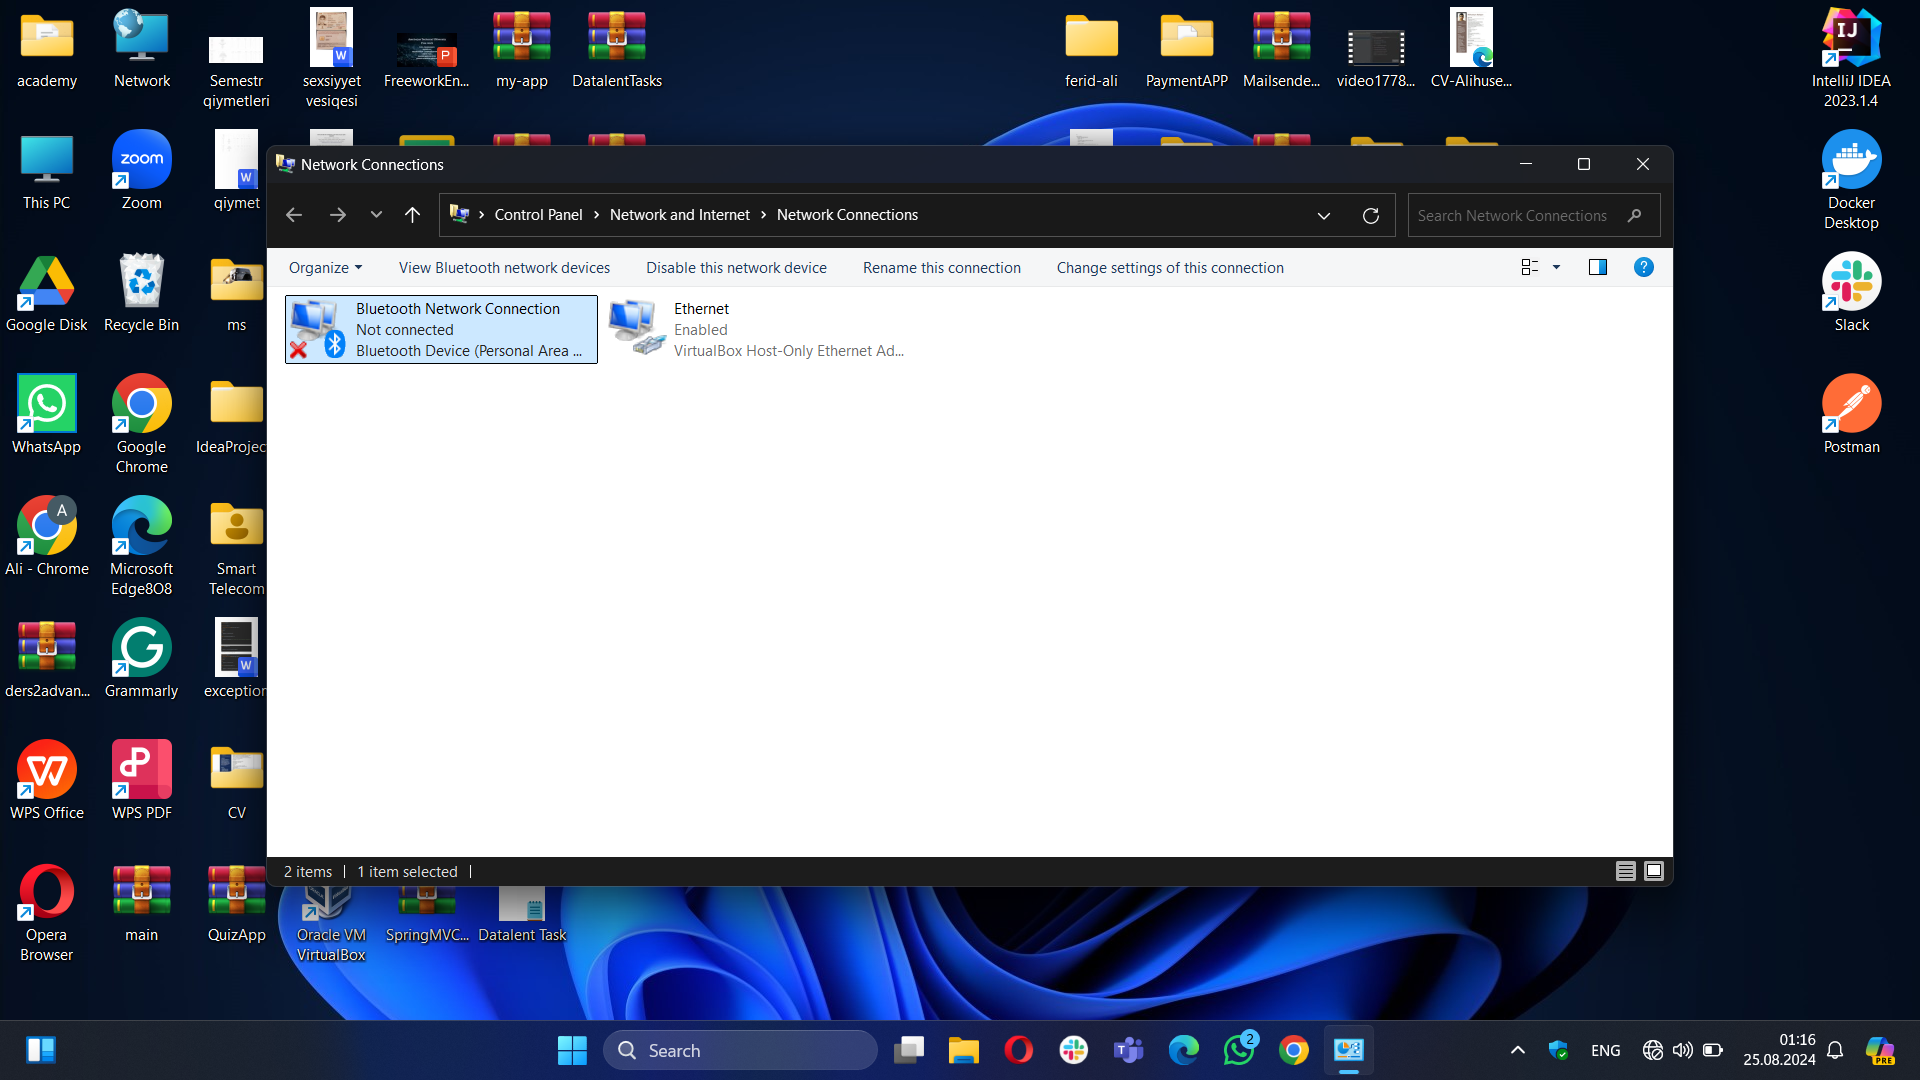 academy
Network
Semestr
qiymetleri
sexsiyyet
vesiqesi
FreeworkEn...
my-app
DatalentTasks
ferid-ali
PaymentAPP
Mailsende...
video1778...
CV-Alihuse...
IntelliJ IDEA
2023.1.4
This PC
Zoom
qiymet
Docker
Desktop
Google Disk
Recycle Bin
ms
Slack
WhatsApp
Google
Chrome
IdeaProjec
Postman
Ali - Chrome
Microsoft
Edge8O8
Smart
Telecom
ders2advan...
Grammarly
exception
WPS Office
WPS PDF
CV
Opera
Browser
main
QuizApp
Oracle VM
VirtualBox
SpringMVC...
Datalent Task
Network Connections
Control Panel > Network and Internet > Network Connections
Search Network Connections
Organize
View Bluetooth network devices
Disable this network device
Rename this connection
Change settings of this connection
Bluetooth Network Connection
Not connected
Bluetooth Device (Personal Area ...
Ethernet
Enabled
VirtualBox Host-Only Ethernet Ad...
2 items
1 item selected
Search
2
ENG
01:16
25.08.2024
PRE
zoom
IJ
A
W
P